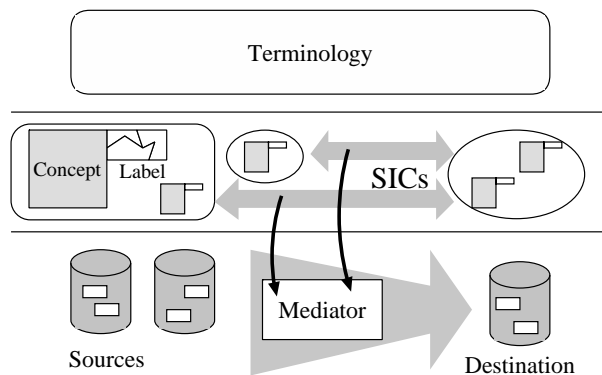 Terminology
Concept
Label
SICs
Mediator
Sources
Destination